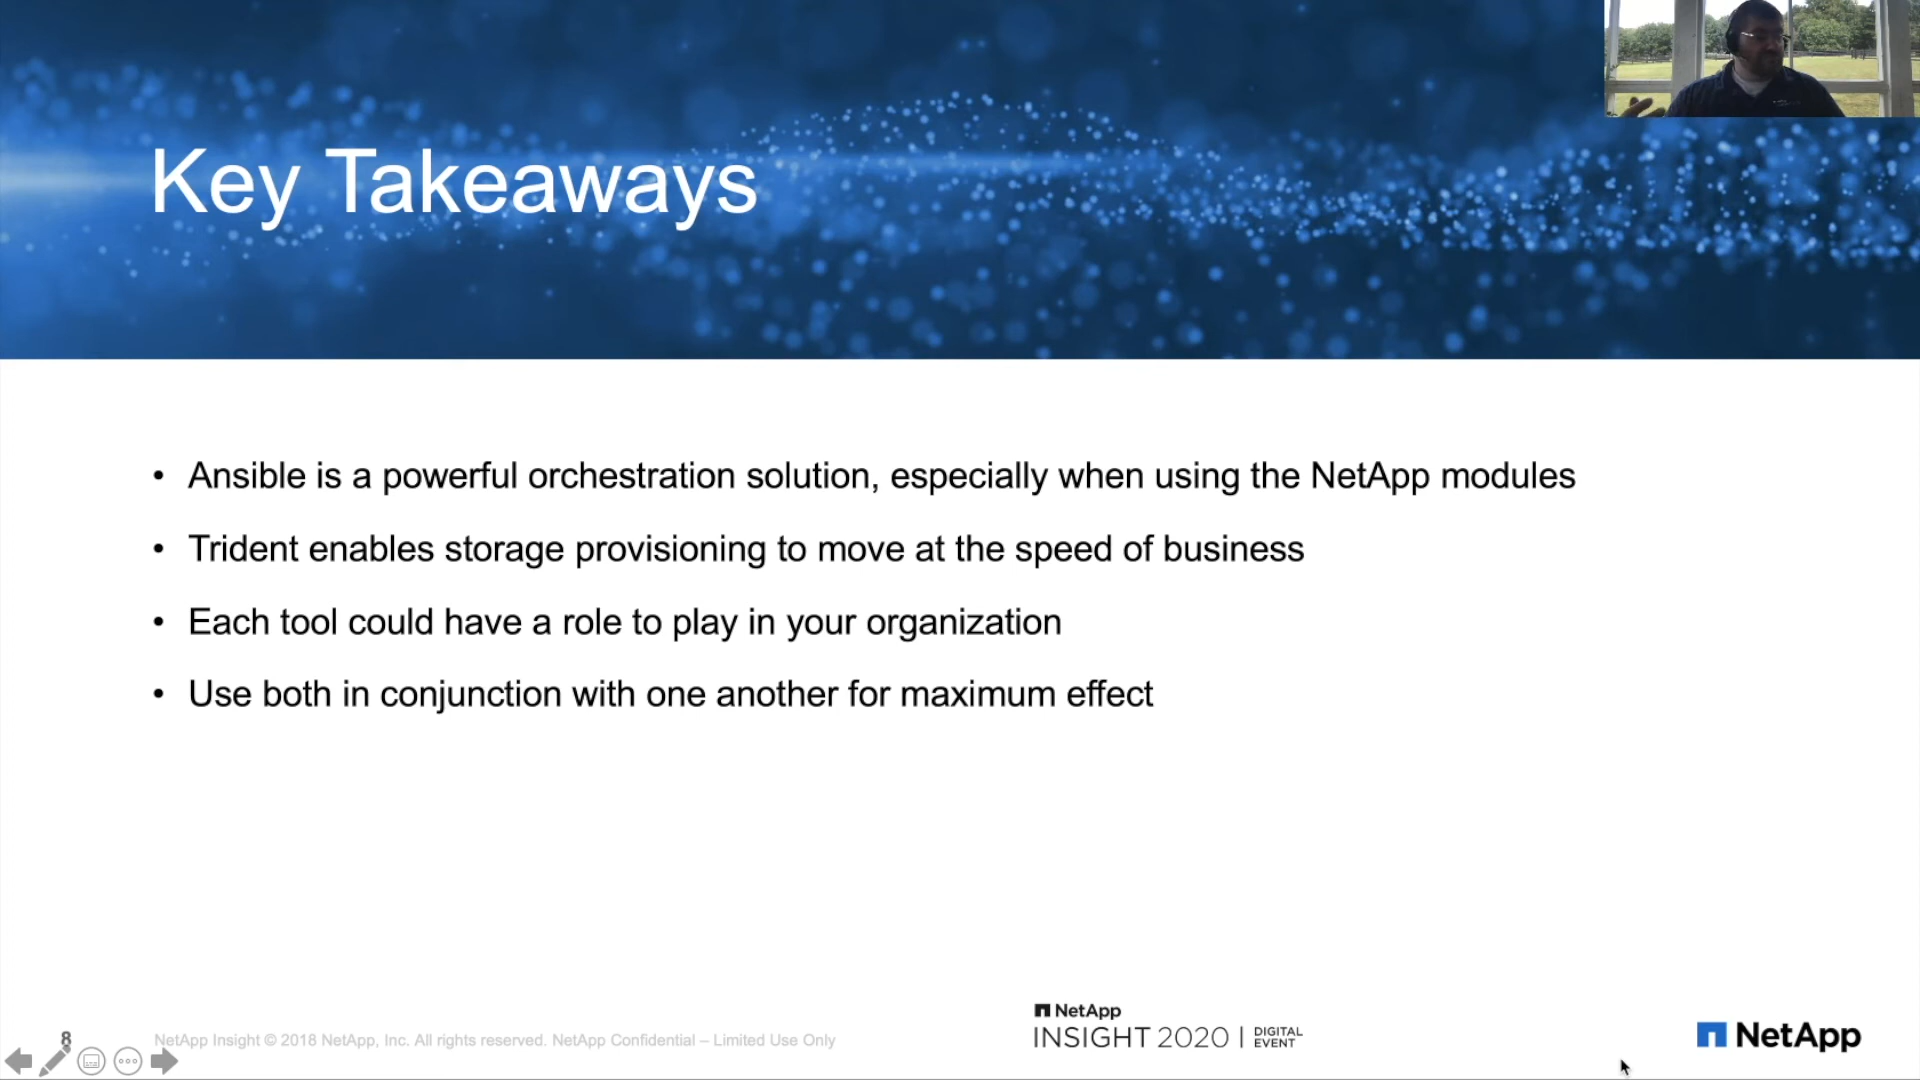 Key Takeaways
• Ansible is a powerful orchestration solution, especially when using the NetApp modules
• Trident enables storage provisioning to move at the speed of business
• Each tool could have a role to play in your organization
• Use both in conjunction with one another for maximum effect
8
NetApp Insight © 2018 NetApp, Inc. All rights reserved. NetApp Confidential – Limited Use Only
NetApp
INSIGHT 2020 | DIGITAL
EVENT
NetApp